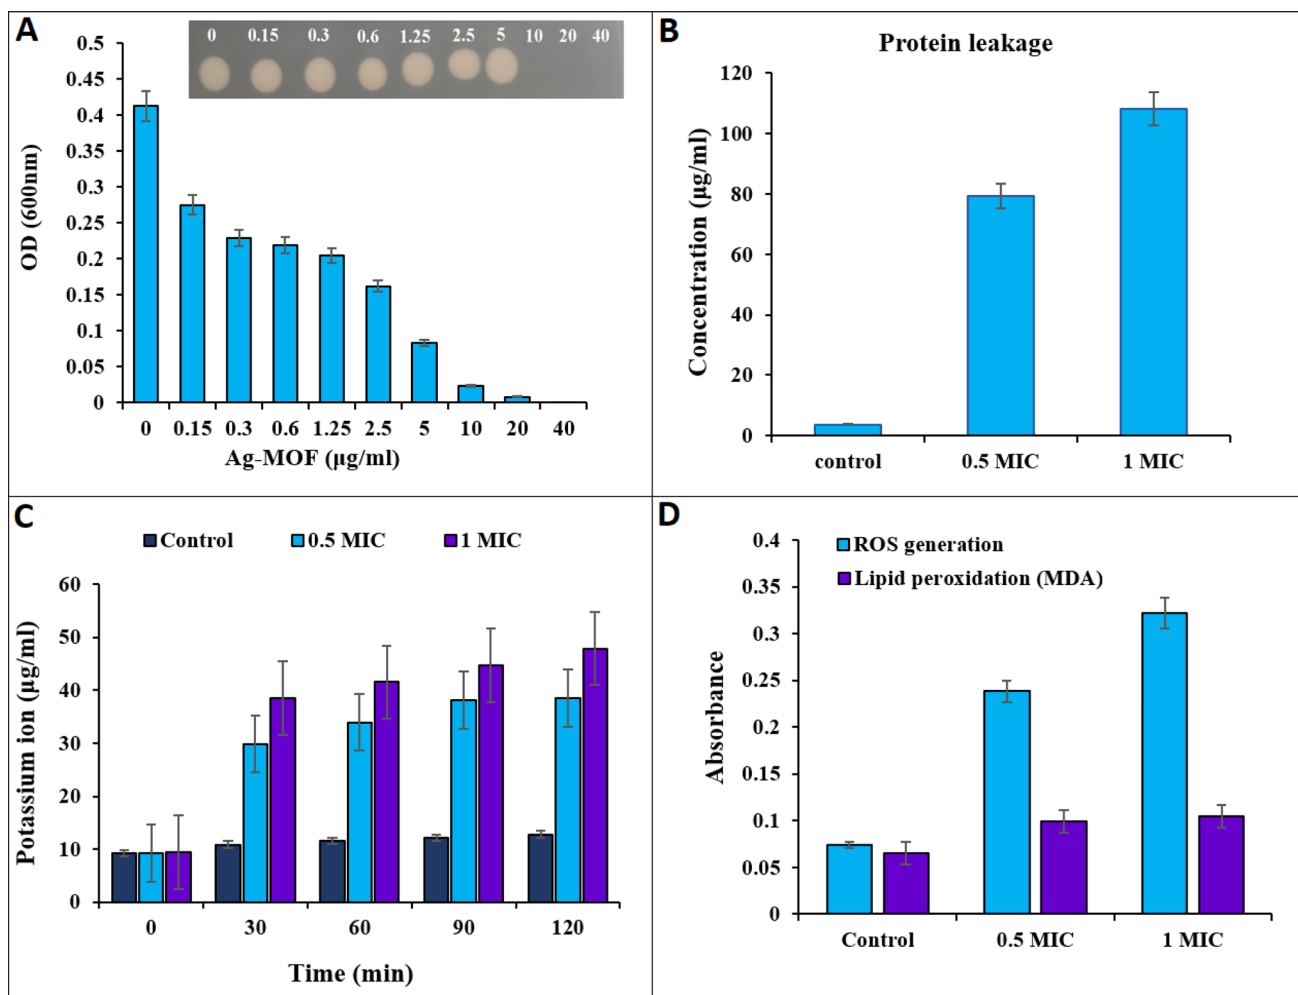 A
0 0.15 0.3 0.6 1.25 2.5 5 10 20 40
0.5
0.45
0.4
0.35
0.3
0.25
0.2
0.15
0.1
0.05
0
OD (600nm)
0 0.15 0.3 0.6 1.25 2.5 5 10 20 40
Ag-MOF (µg/ml)
B
Protein leakage
120
100
80
60
40
20
0
Concentration (µg/ml)
control 0.5 MIC 1 MIC
C
Control 0.5 MIC 1 MIC
60
50
40
30
20
10
0
Potassium ion (µg/ml)
0 30 60 90 120
Time (min)
D
ROS generation
Lipid peroxidation (MDA)
0.4
0.35
0.3
0.25
0.2
0.15
0.1
0.05
0
Absorbance
Control 0.5 MIC 1 MIC